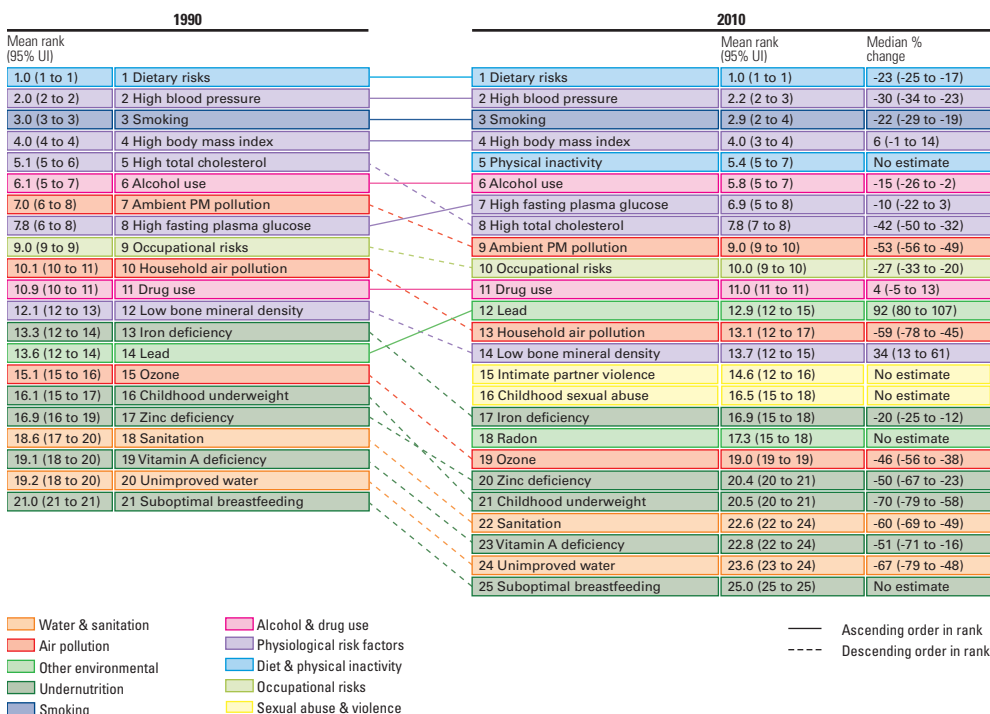 1990
Mean rank
(95% UI)
1.0 (1 to 1) 1 Dietary risks
2.0 (2 to 2) 2 High blood pressure
3.0 (3 to 3) 3 Smoking
4.0 (4 to 4) 4 High body mass index
5.1 (5 to 6) 5 High total cholesterol
6.1 (5 to 7) 6 Alcohol use
7.0 (6 to 8) 7 Ambient PM pollution
7.8 (6 to 8) 8 High fasting plasma glucose
9.0 (9 to 9) 9 Occupational risks
10.1 (10 to 11) 10 Household air pollution
10.9 (10 to 11) 11 Drug use
12.1 (12 to 13) 12 Low bone mineral density
13.3 (12 to 14) 13 Iron deficiency
13.6 (12 to 14) 14 Lead
15.1 (15 to 16) 15 Ozone
16.1 (15 to 17) 16 Childhood underweight
16.9 (16 to 19) 17 Zinc deficiency
18.6 (17 to 20) 18 Sanitation
19.1 (18 to 20) 19 Vitamin A deficiency
19.2 (18 to 20) 20 Unimproved water
21.0 (21 to 21) 21 Suboptimal breastfeeding
2010
Mean rank Median %
(95% UI) change
1 Dietary risks 1.0 (1 to 1) -23 (-25 to -17)
2 High blood pressure 2.2 (2 to 3) -30 (-34 to -23)
3 Smoking 2.9 (2 to 4) -22 (-29 to -19)
4 High body mass index 4.0 (3 to 4) 6 (-1 to 14)
5 Physical inactivity 5.4 (5 to 7) No estimate
6 Alcohol use 5.8 (5 to 7) -15 (-26 to -2)
7 High fasting plasma glucose 6.9 (5 to 8) -10 (-22 to 3)
8 High total cholesterol 7.8 (7 to 8) -42 (-50 to -32)
9 Ambient PM pollution 9.0 (9 to 10) -53 (-56 to -49)
10 Occupational risks 10.0 (9 to 10) -27 (-33 to -20)
11 Drug use 11.0 (11 to 11) 4 (-5 to 13)
12 Lead 12.9 (12 to 15) 92 (80 to 107)
13 Household air pollution 13.1 (12 to 17) -59 (-78 to -45)
14 Low bone mineral density 13.7 (12 to 15) 34 (13 to 61)
15 Intimate partner violence 14.6 (12 to 16) No estimate
16 Childhood sexual abuse 16.5 (15 to 18) No estimate
17 Iron deficiency 16.9 (15 to 18) -20 (-25 to -12)
18 Radon 17.3 (15 to 18) No estimate
19 Ozone 19.0 (19 to 19) -46 (-56 to -38)
20 Zinc deficiency 20.4 (20 to 21) -50 (-67 to -23)
21 Childhood underweight 20.5 (20 to 21) -70 (-79 to -58)
22 Sanitation 22.6 (22 to 24) -60 (-69 to -49)
23 Vitamin A deficiency 22.8 (22 to 24) -51 (-71 to -16)
24 Unimproved water 23.6 (23 to 24) -67 (-79 to -48)
25 Suboptimal breastfeeding 25.0 (25 to 25) No estimate
Water & sanitation
Air pollution
Other environmental
Undernutrition
Smoking
Alcohol & drug use
Physiological risk factors
Diet & physical inactivity
Occupational risks
Sexual abuse & violence
Ascending order in rank
Descending order in rank